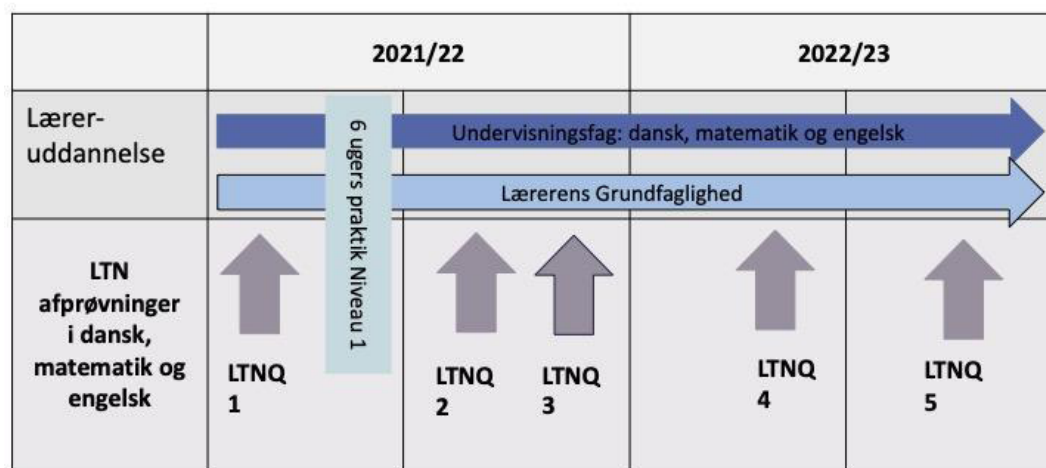 2021/22
2022/23
Lærer-
uddannelse
Undervisningsfag: dansk, matematik og engelsk
6 ugers praktik Niveau 1
Lærerens Grundfaglighed
LTN
afprøvninger
i dansk,
matematik og
engelsk
LTNQ
1
LTNQ
2
LTNQ
3
LTNQ
4
LTNQ
5